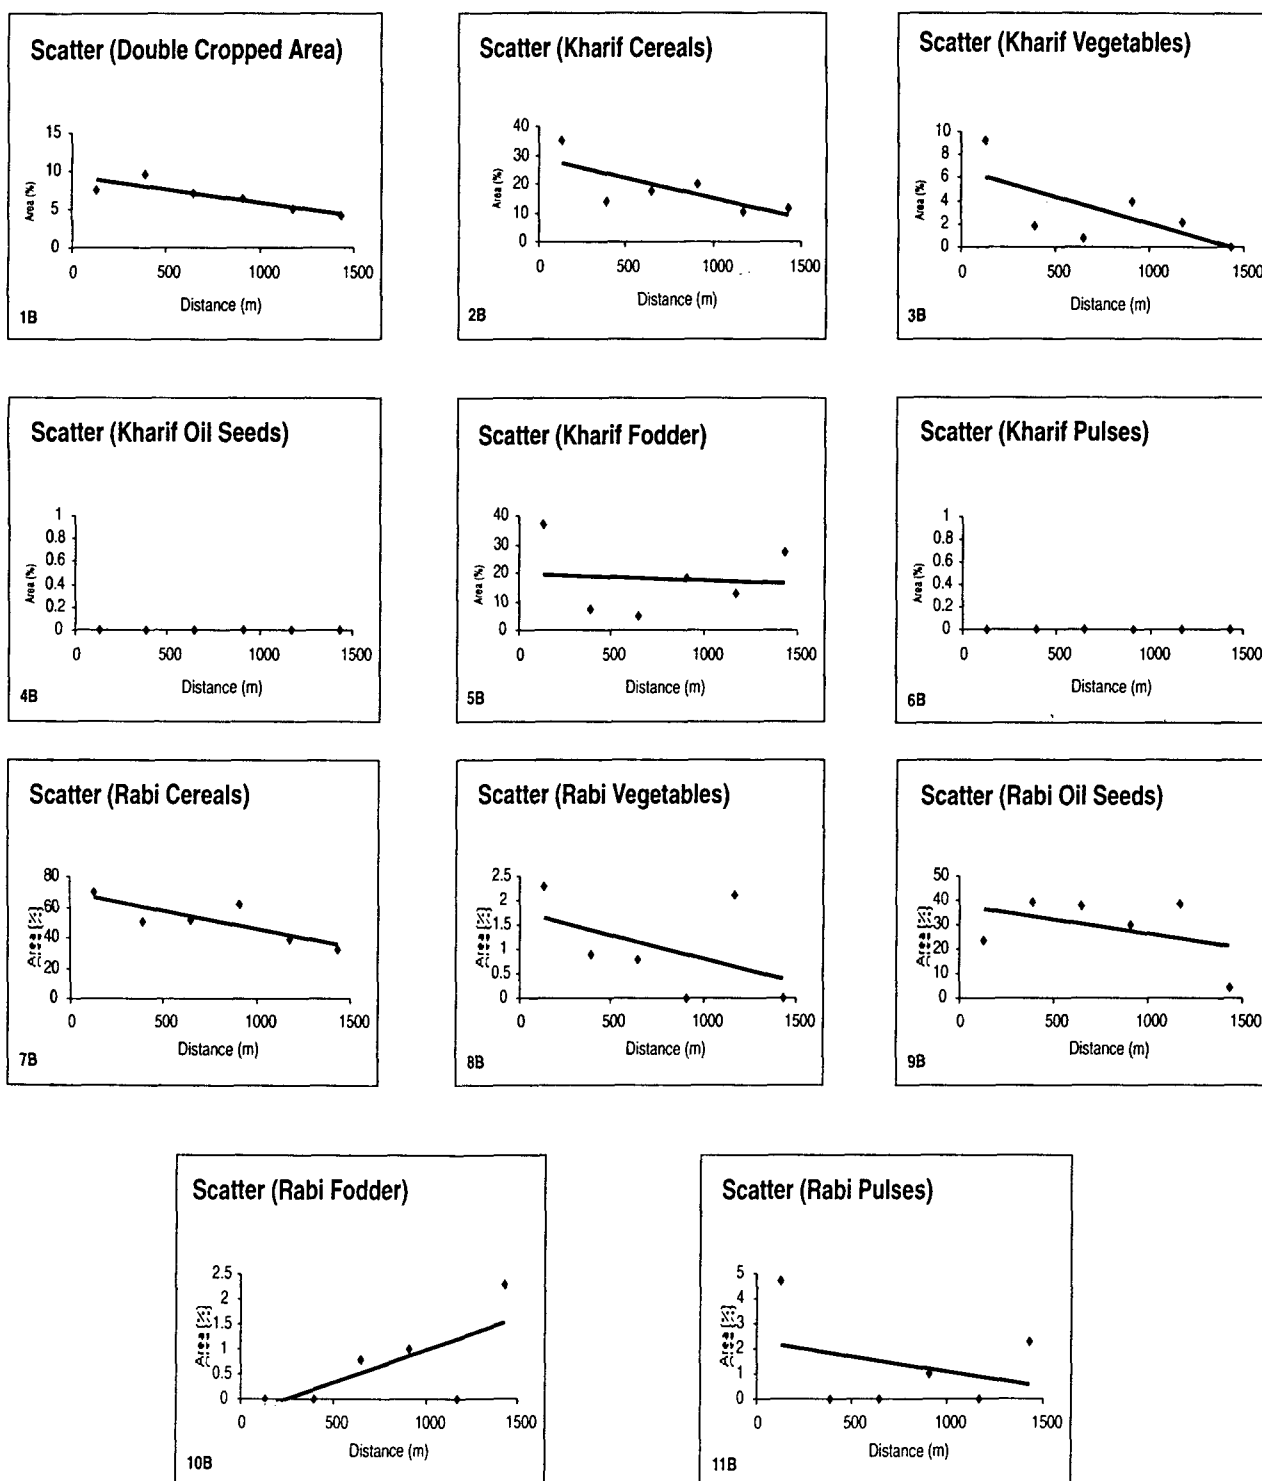 Scatter (Double Cropped Area)
15
10
5
0
Area (%)
0 500 1000 1500
Distance (m)
1B
Scatter (Kharif Cereals)
40
30
20
10
0
Area (%)
0 500 1000 1500
Distance (m)
2B
Scatter (Kharif Vegetables)
10
8
6
4
2
0
Area (%)
0 500 1000 1500
Distance (m)
3B
Scatter (Kharif Oil Seeds)
1
0.8
0.6
0.4
0.2
0
Area (%)
0 500 1000 1500
Distance (m)
4B
Scatter (Kharif Fodder)
40
30
20
10
0
Area (%)
0 500 1000 1500
Distance (m)
5B
Scatter (Kharif Pulses)
1
0.8
0.6
0.4
0.2
0
Area (%)
0 500 1000 1500
Distance (m)
6B
Scatter (Rabi Cereals)
80
60
40
20
0
Area (%)
0 500 1000 1500
Distance (m)
7B
Scatter (Rabi Vegetables)
2.5
2
1.5
1
0.5
0
Area (%)
0 500 1000 1500
Distance (m)
8B
Scatter (Rabi Oil Seeds)
50
40
30
20
10
0
Area (%)
0 500 1000 1500
Distance (m)
9B
Scatter (Rabi Fodder)
2.5
2
1.5
1
0.5
0
Area (%)
0 500 1000 1500
Distance (m)
10B
Scatter (Rabi Pulses)
5
4
3
2
1
0
Area (%)
0 500 1000 1500
Distance (m)
11B